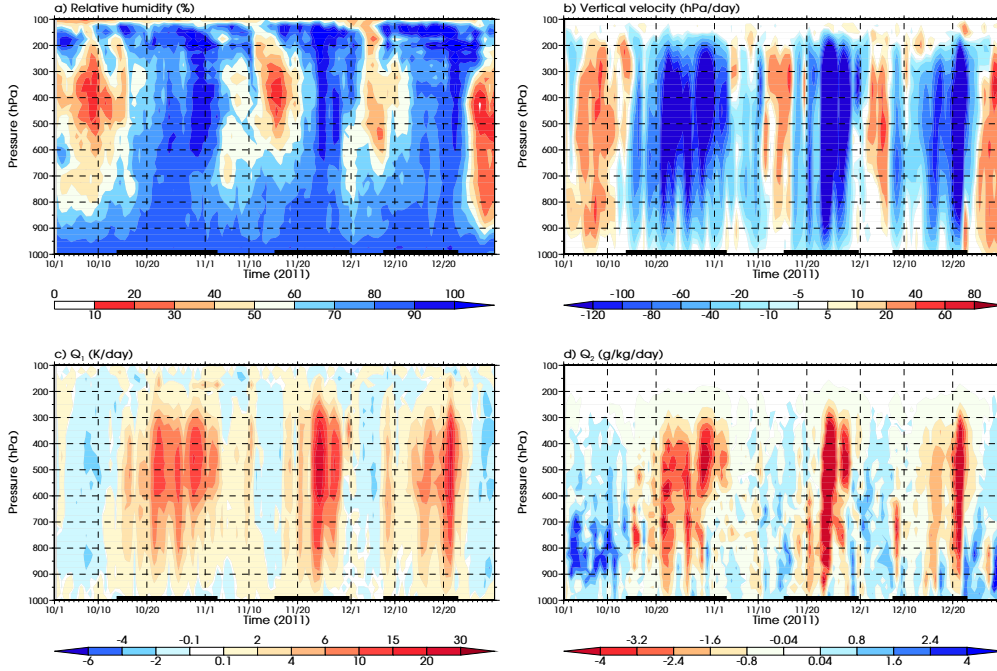 a) Relative humidity (%)
100
200
300
400
500
600
700
800
900
1000
Pressure (hPa)
10/1 10/10 10/20 11/1 11/10 11/20 12/1 12/10 12/20
Time (2011)
0 20 40 60 80 100
10 30 50 70 90
b) Vertical velocity (hPa/day)
100
200
300
400
500
600
700
800
900
1000
Pressure (hPa)
10/1 10/10 10/20 11/1 11/10 11/20 12/1 12/10 12/20
Time (2011)
-100 -60 -20 -5 10 40 80
-120 -80 -40 -10 5 20 60
c) Q₁ (K/day)
100
200
300
400
500
600
700
800
900
1000
Pressure (hPa)
10/1 10/10 10/20 11/1 11/10 11/20 12/1 12/10 12/20
Time (2011)
-4 -0.1 2 6 15 30
-6 -2 0.1 4 10 20
d) Q₂ (g/kg/day)
100
200
300
400
500
600
700
800
900
1000
Pressure (hPa)
10/1 10/10 10/20 11/1 11/10 11/20 12/1 12/10 12/20
Time (2011)
-3.2 -1.6 -0.04 0.8 2.4
-4 -2.4 -0.8 0.04 1.6 4